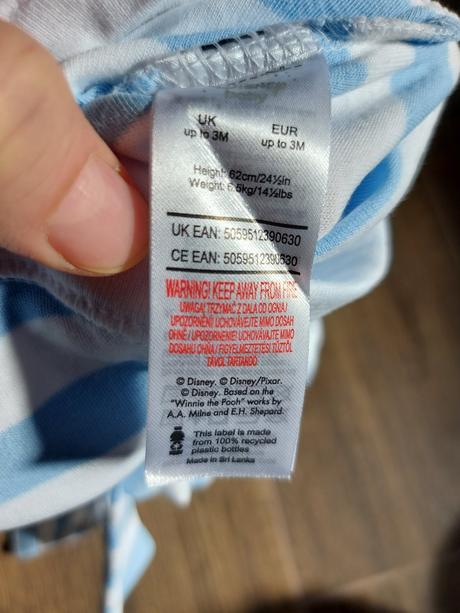 Disney
baby
UK
up to 3M
EUR
up to 3M
Height: 62cm/24½in
Weight: 6.5kg/14½lbs
UK EAN: 5059512390630
CE EAN: 5059512390630
WARNING! KEEP AWAY FROM FIRE
UWAGA! TRZYMAĆ Z DALA OD OGNIA /
UPOZORNĚNÍ! UCHOVÁVEJTE MIMO DOSAH
OHNĚ / UPOZORNENIE! UCHOVÁVAJTE MIMO
DOSAHU OHŇA / FIGYELMEZTETÉS! TŰZTŐL
TÁVOL TARTANDÓ
© Disney. © Disney/Pixar.
© Disney. Based on the
"Winnie the Pooh" works by
A.A. Milne and E.H. Shepard.
This label is made
from 100% recycled
plastic bottles
Made in Sri Lanka